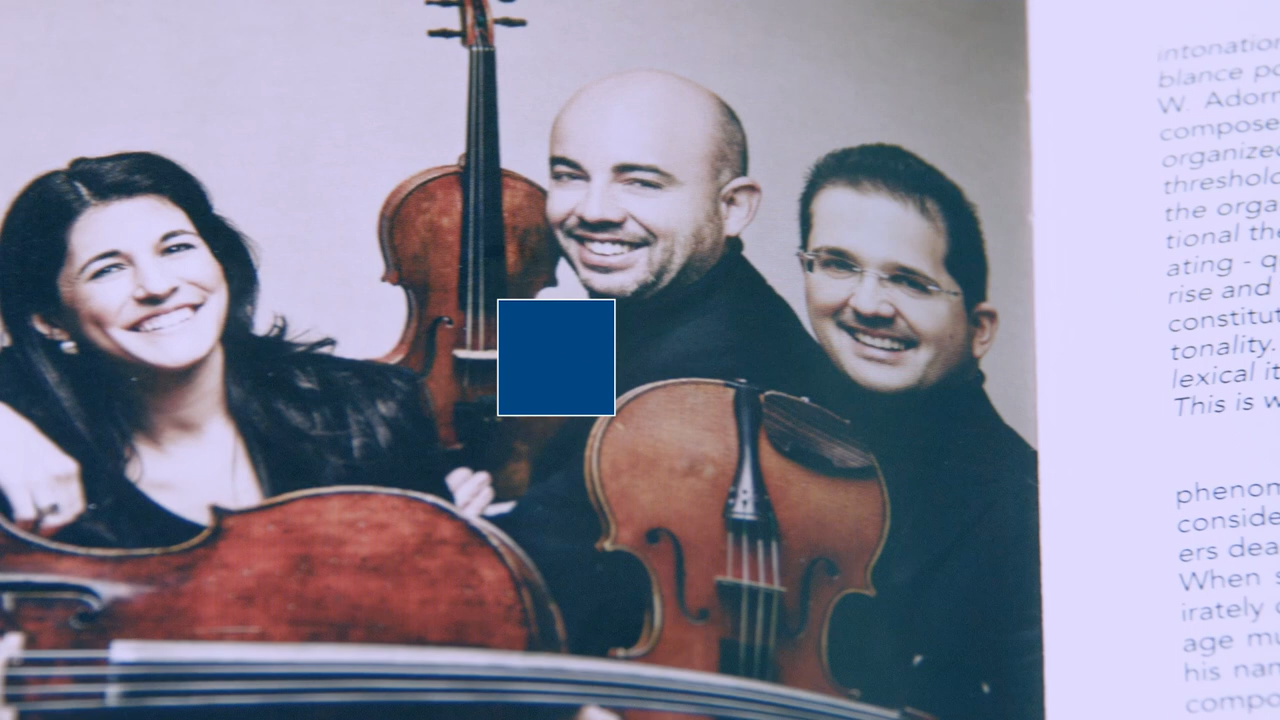 intonation
blance po
W. Adorn
compose
organized
threshold
the orga
tional the
ating - q
rise and
constitut
tonality.
lexical it
This is w
phenom
conside
ers dea
When s
irately c
age mu
his nam
compo